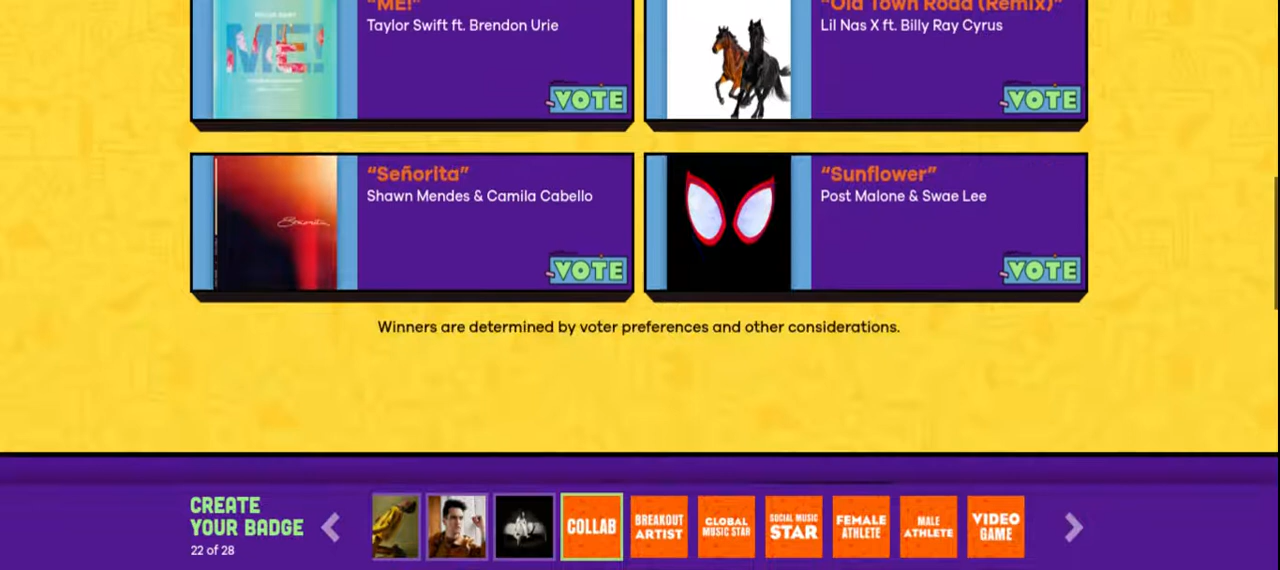 "ME!"
Taylor Swift ft. Brendon Urie
ME!
VOTE
"Old Town Road (Remix)"
Lil Nas X ft. Billy Ray Cyrus
VOTE
"Señorita"
Shawn Mendes & Camila Cabello
Señorita
VOTE
"Sunflower"
Post Malone & Swae Lee
VOTE
Winners are determined by voter preferences and other considerations.
CREATE
YOUR BADGE
22 of 28
COLLAB
BREAKOUT
ARTIST
GLOBAL
MUSIC STAR
SOCIAL MUSIC
STAR
FEMALE
ATHLETE
MALE
ATHLETE
VIDEO
GAME